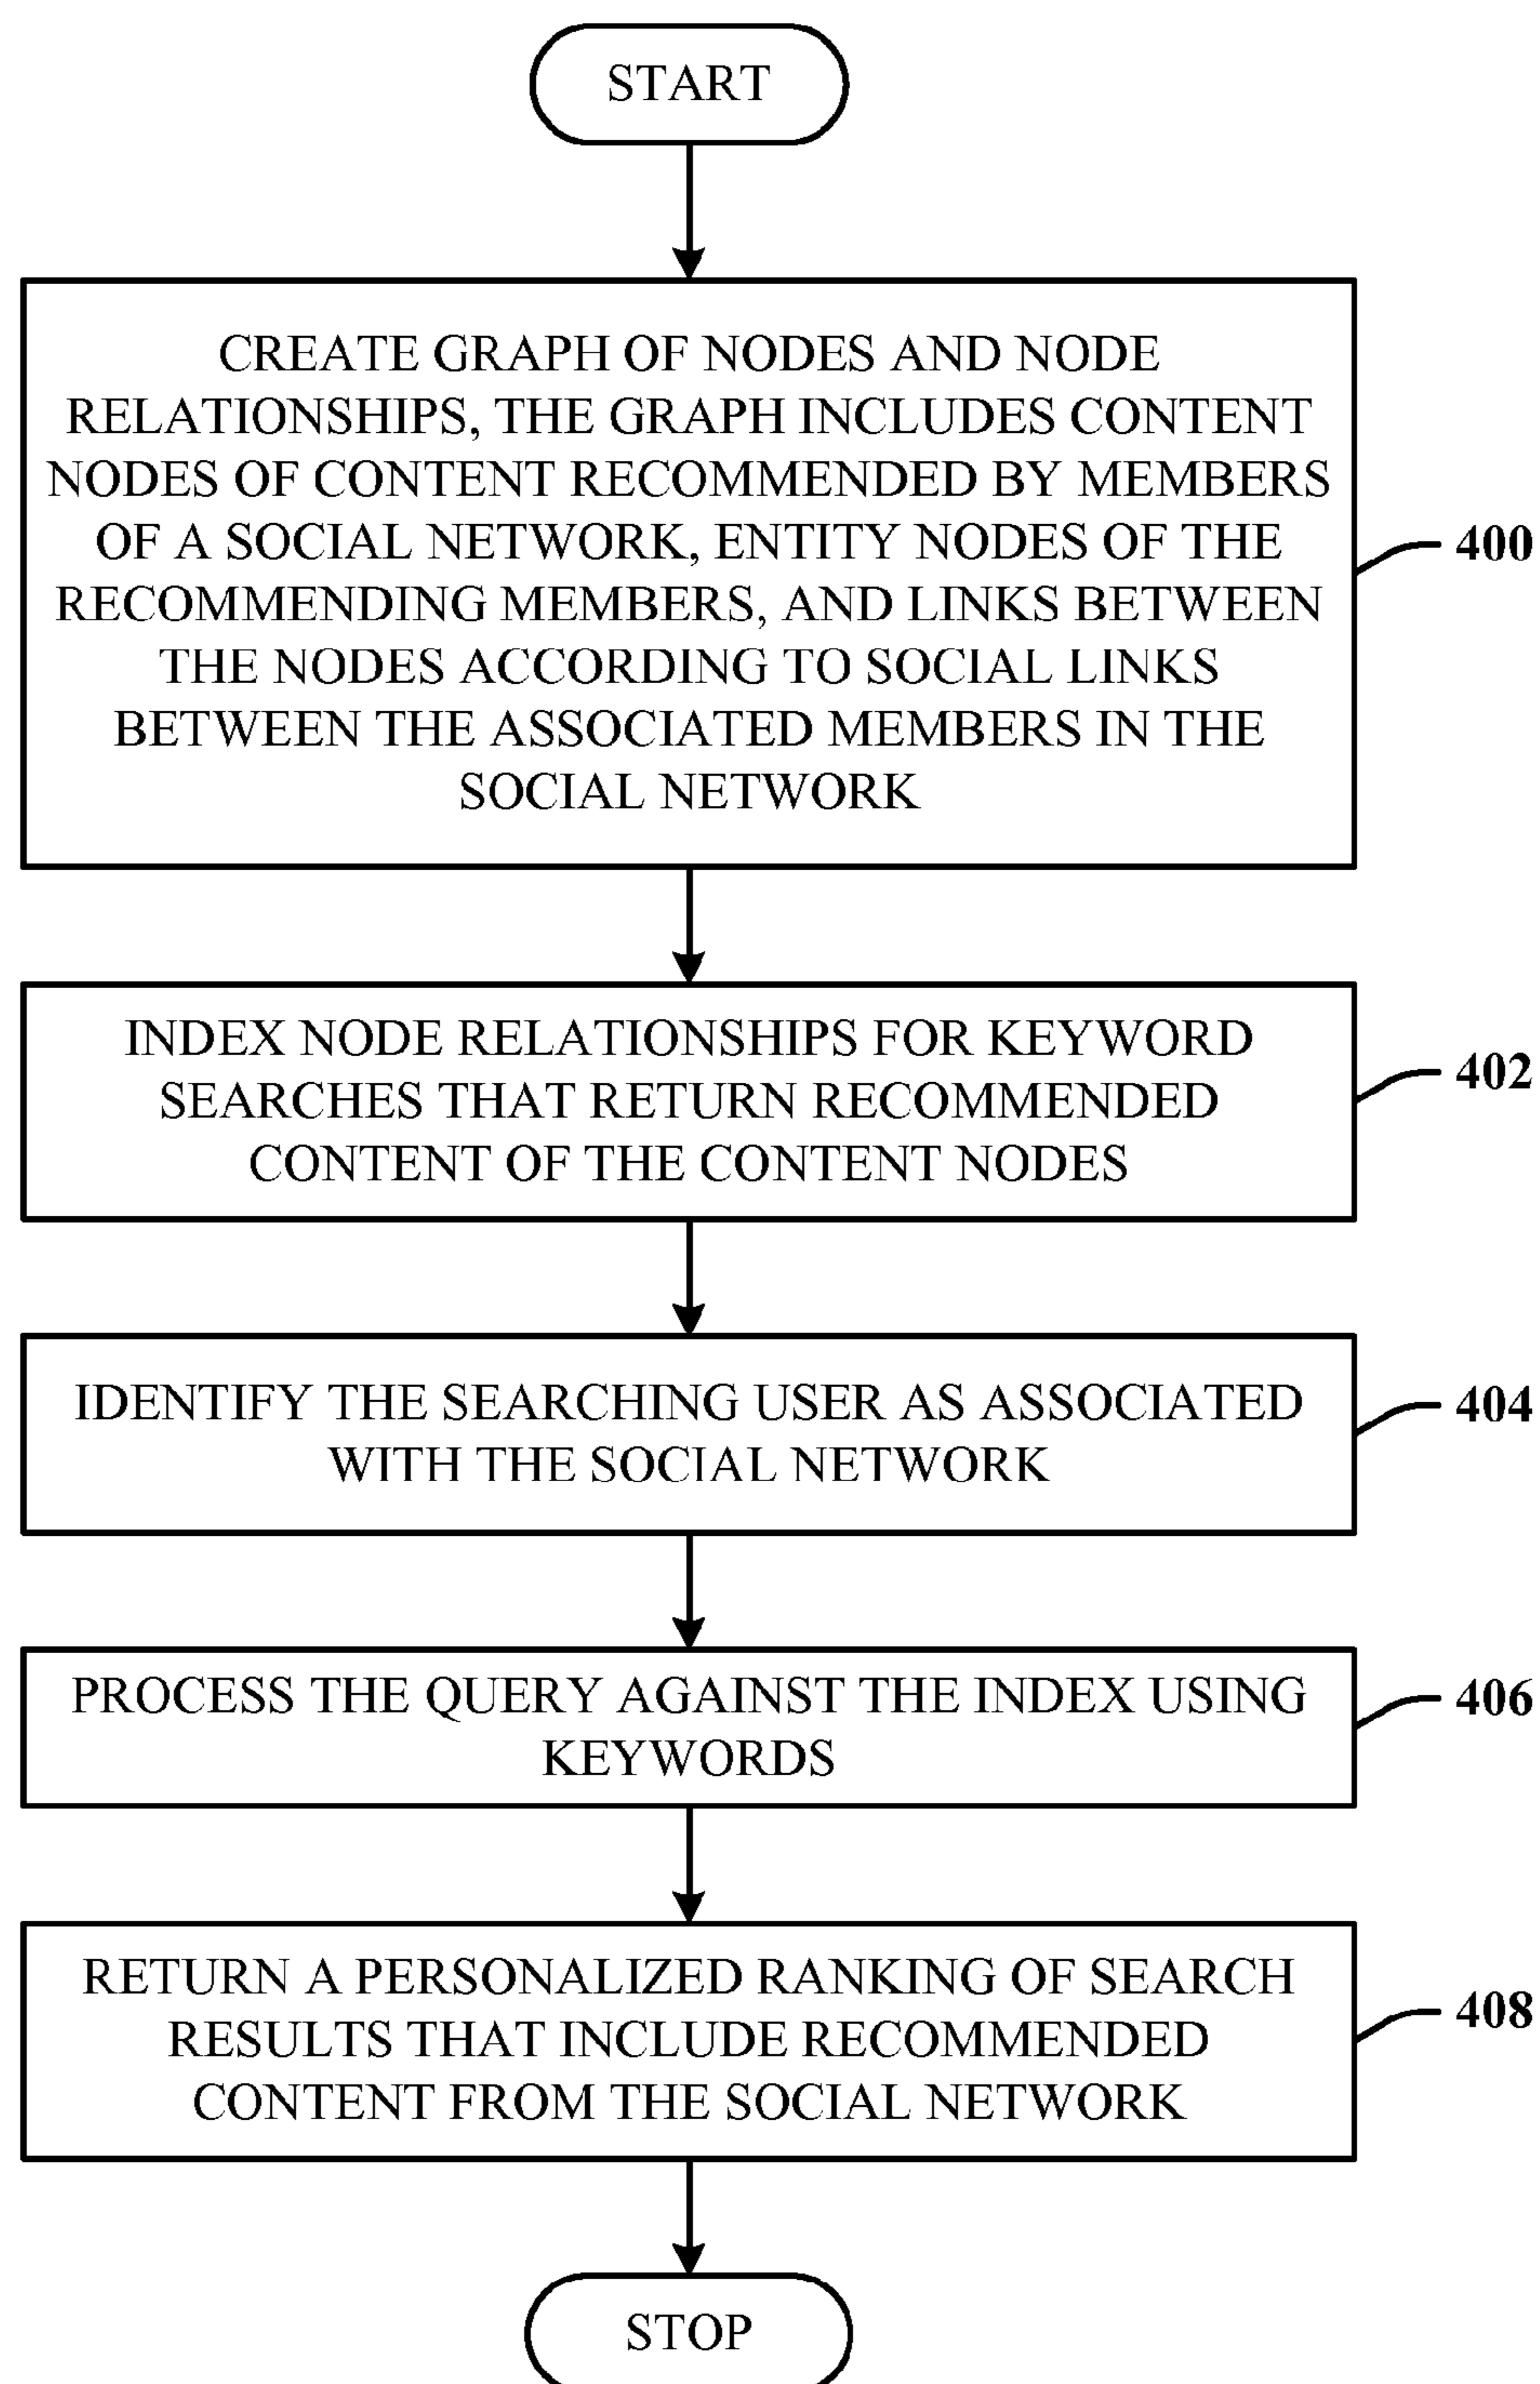 START
CREATE GRAPH OF NODES AND NODE
RELATIONSHIPS, THE GRAPH INCLUDES CONTENT
NODES OF CONTENT RECOMMENDED BY MEMBERS
OF A SOCIAL NETWORK, ENTITY NODES OF THE
RECOMMENDING MEMBERS, AND LINKS BETWEEN
THE NODES ACCORDING TO SOCIAL LINKS
BETWEEN THE ASSOCIATED MEMBERS IN THE
SOCIAL NETWORK
400
INDEX NODE RELATIONSHIPS FOR KEYWORD
SEARCHES THAT RETURN RECOMMENDED
CONTENT OF THE CONTENT NODES
402
IDENTIFY THE SEARCHING USER AS ASSOCIATED
WITH THE SOCIAL NETWORK
404
PROCESS THE QUERY AGAINST THE INDEX USING
KEYWORDS
406
RETURN A PERSONALIZED RANKING OF SEARCH
RESULTS THAT INCLUDE RECOMMENDED
CONTENT FROM THE SOCIAL NETWORK
408
STOP